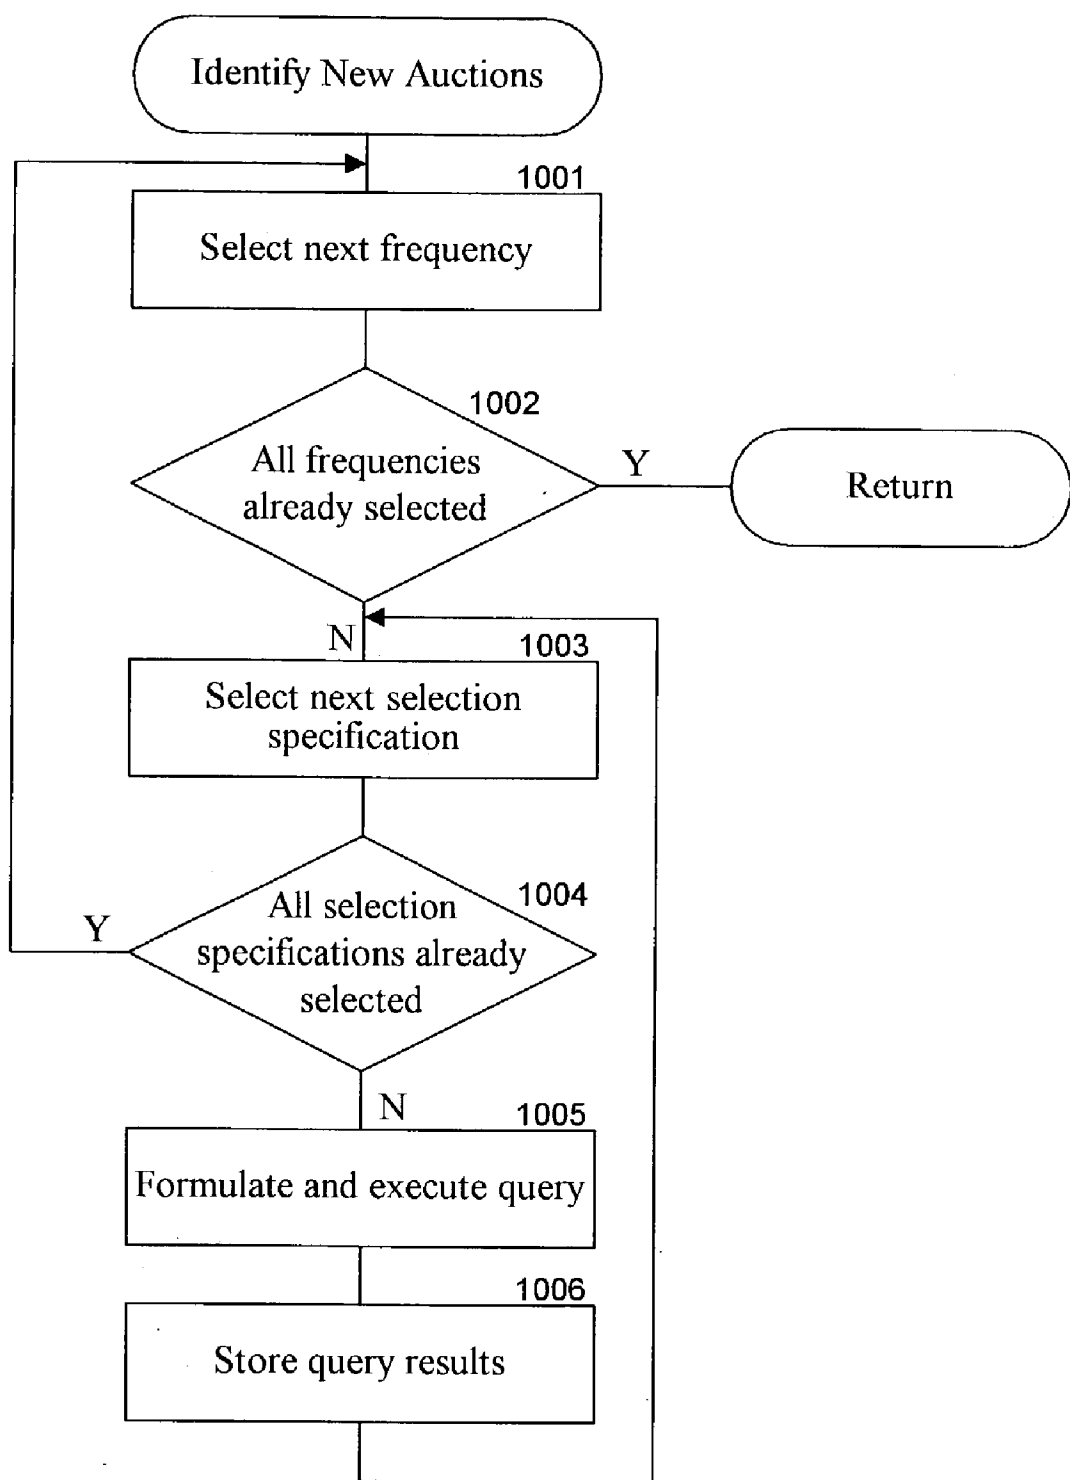 Identify New Auctions
1001
Select next frequency
1002
All frequencies
already selected
Y
Return
N
1003
Select next selection
specification
1004
All selection
specifications already
selected
Y
N
1005
Formulate and execute query
1006
Store query results